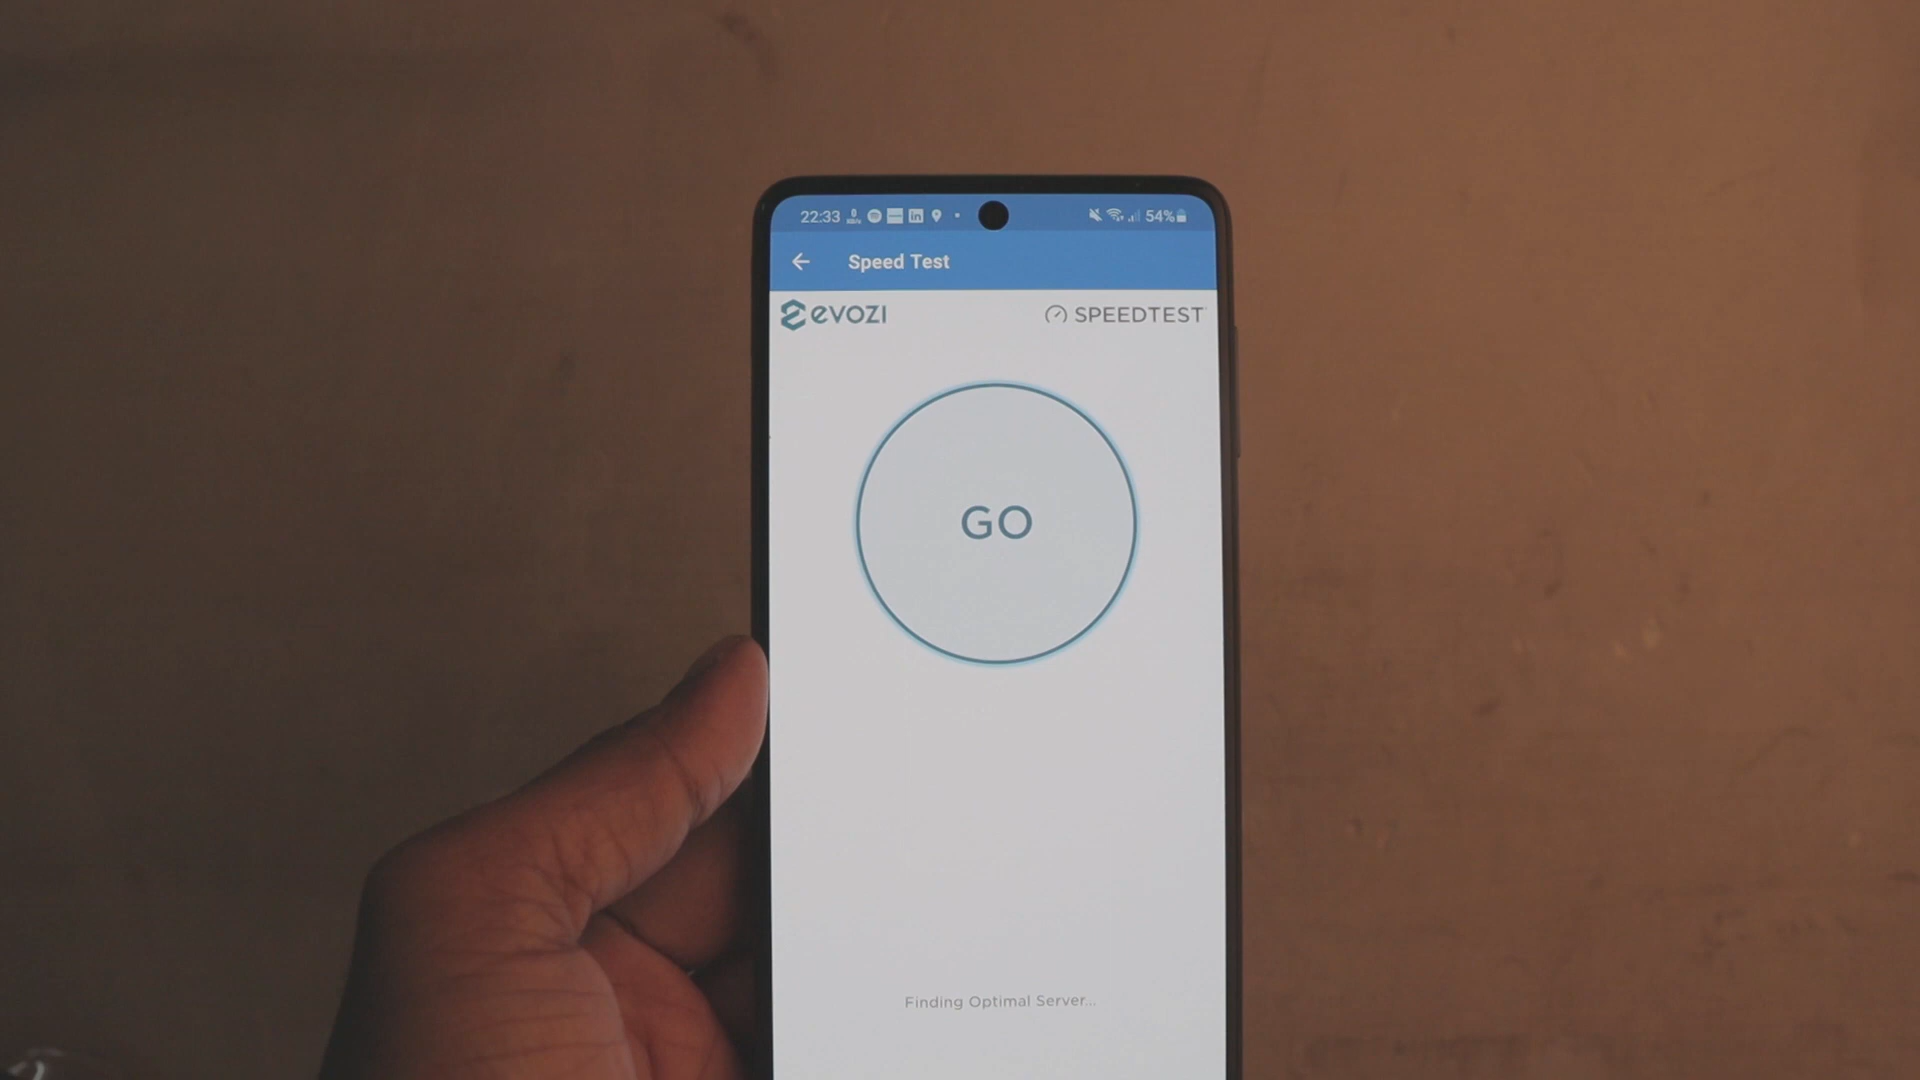 22:33 54%
Speed Test
evozi SPEEDTEST
GO
Finding Optimal Server...